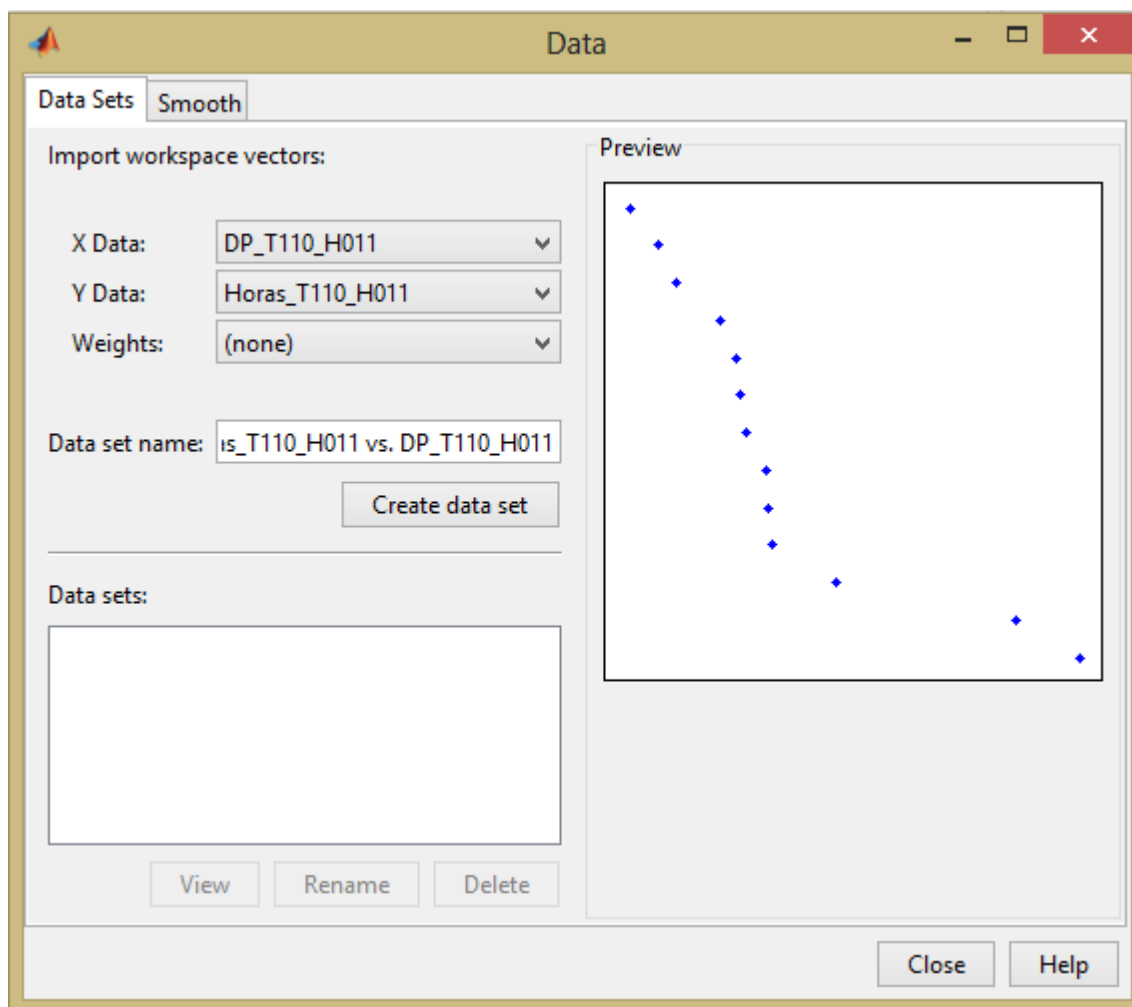 Data
Data Sets
Smooth
Import workspace vectors:
X Data:
DP_T110_H011
Y Data:
Horas_T110_H011
Weights:
(none)
Data set name:
s_T110_H011 vs. DP_T110_H011
Create data set
Data sets:
View
Rename
Delete
Preview
Close
Help